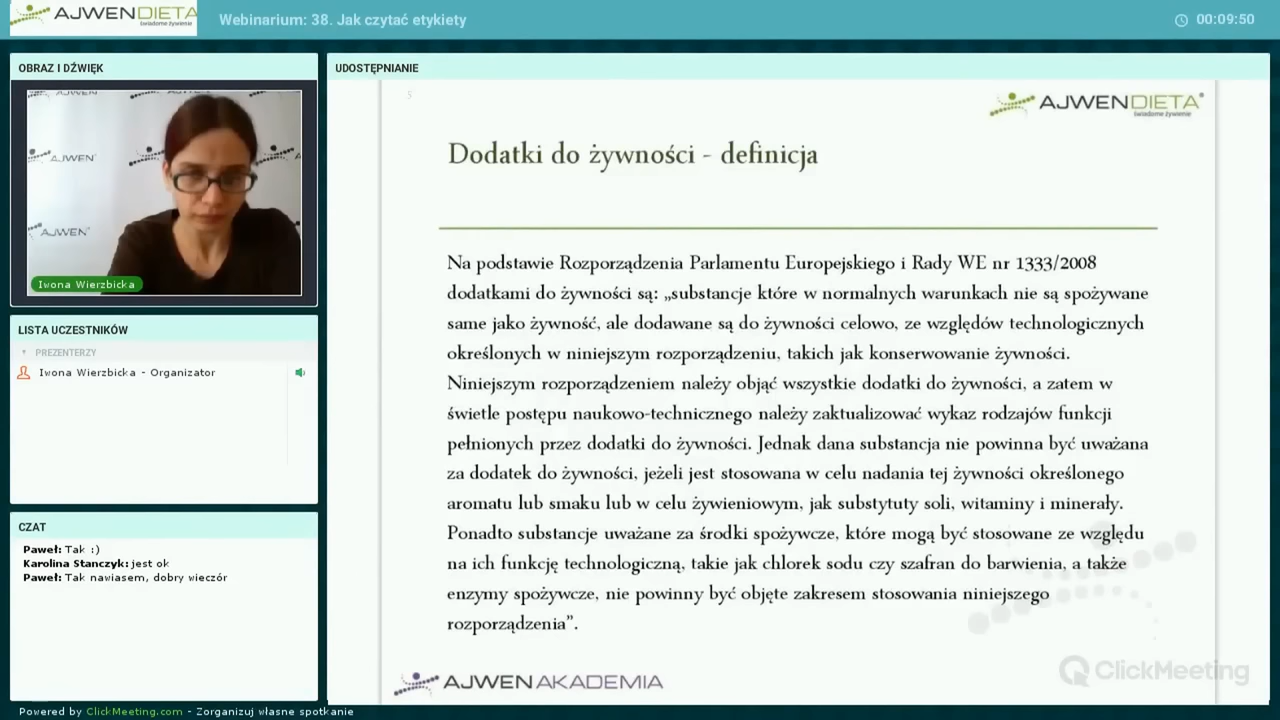 AJWENDIETA
świadome żywienie
Webinarium: 38. Jak czytać etykiety
00:09:50
OBRAZ I DŹWIĘK
AJWEN
AJWEN
AJWEN
Iwona Wierzbicka
LISTA UCZESTNIKÓW
PREZENTERZY
Iwona Wierzbicka - Organizator
CZAT
Paweł: Tak :)
Karolina Stanczyk: jest ok
Paweł: Tak nawiasem, dobry wieczór
UDOSTĘPNIANIE
5
AJWENDIETA®
świadome żywienie
Dodatki do żywności - definicja
Na podstawie Rozporządzenia Parlamentu Europejskiego i Rady WE nr 1333/2008
dodatkami do żywności są: „substancje które w normalnych warunkach nie są spożywane
same jako żywność, ale dodawane są do żywności celowo, ze względów technologicznych
określonych w niniejszym rozporządzeniu, takich jak konserwowanie żywności.
Niniejszym rozporządzeniem należy objąć wszystkie dodatki do żywności, a zatem w
świetle postępu naukowo-technicznego należy zaktualizować wykaz rodzajów funkcji
pełnionych przez dodatki do żywności. Jednak dana substancja nie powinna być uważana
za dodatek do żywności, jeżeli jest stosowana w celu nadania tej żywności określonego
aromatu lub smaku lub w celu żywieniowym, jak substytuty soli, witaminy i minerały.
Ponadto substancje uważane za środki spożywcze, które mogą być stosowane ze względu
na ich funkcję technologiczną, takie jak chlorek sodu czy szafran do barwienia, a także
enzymy spożywcze, nie powinny być objęte zakresem stosowania niniejszego
rozporządzenia”.
AJWENAKADEMIA
ClickMeeting
Powered by ClickMeeting.com - Zorganizuj własne spotkanie